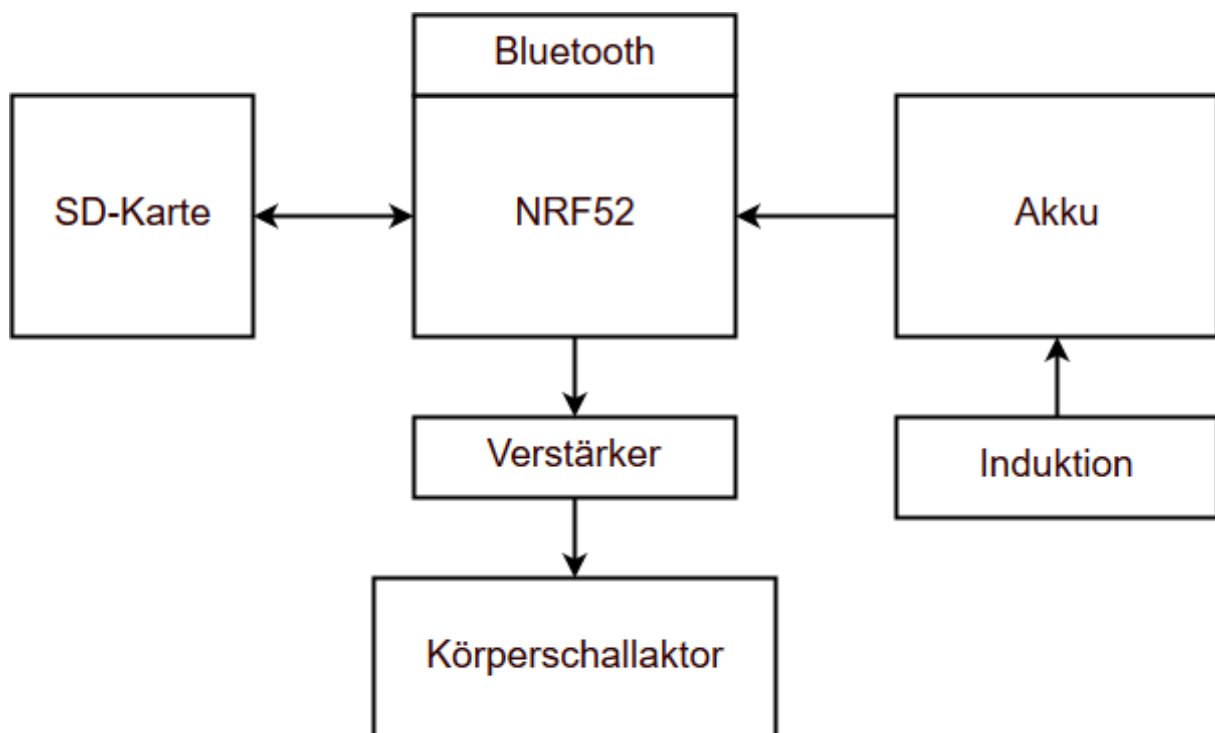 Bluetooth
SD-Karte
NRF52
Akku
Verstärker
Induktion
Körperschallaktor